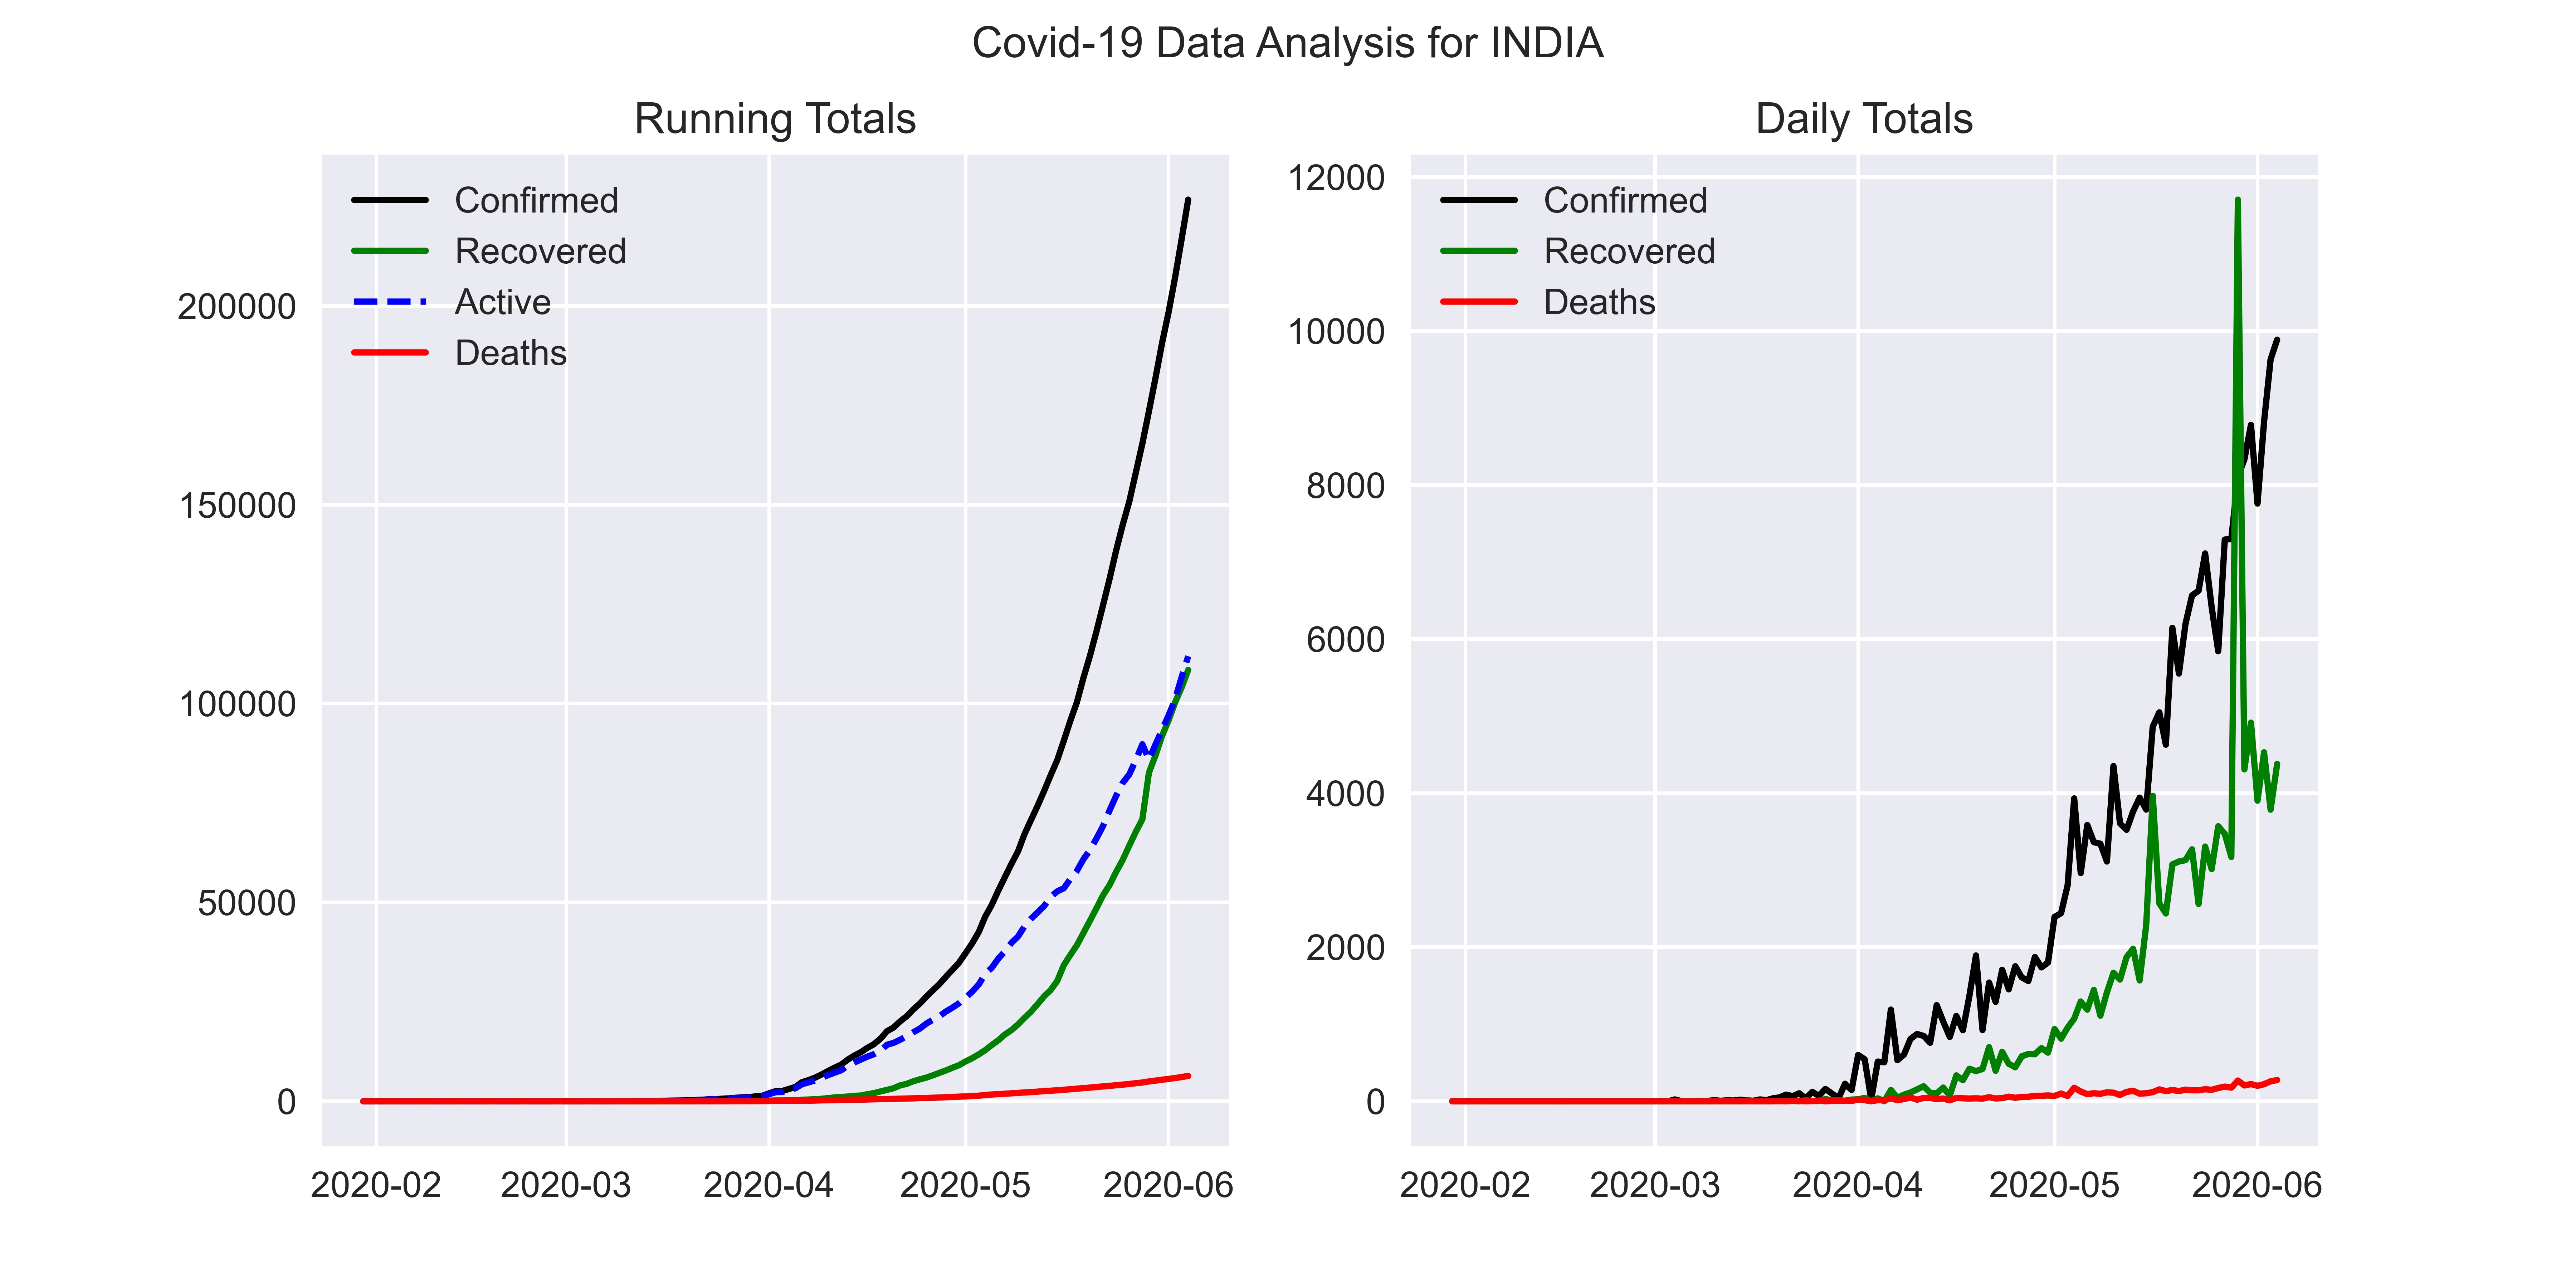 Covid-19 Data Analysis for INDIA
Running Totals
Confirmed
Recovered
Active
Deaths
200000
150000
100000
50000
0
2020-02 2020-03 2020-04 2020-05 2020-06
Daily Totals
Confirmed
Recovered
Deaths
12000
10000
8000
6000
4000
2000
0
2020-02 2020-03 2020-04 2020-05 2020-06